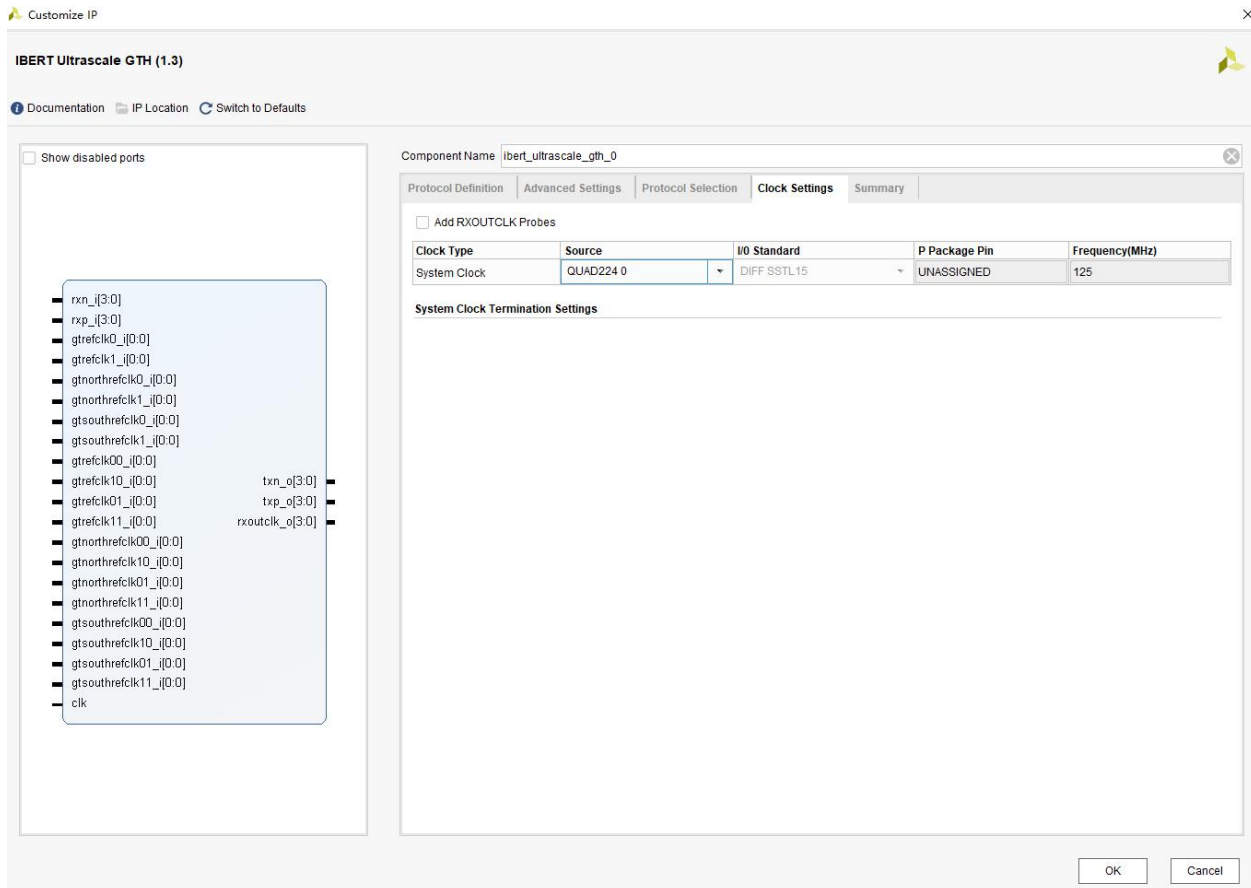 Customize IP
IBERT Ultrascale GTH (1.3)
Documentation IP Location Switch to Defaults
Show disabled ports
rxn_i[3:0]
rxp_i[3:0]
gtrefclk0_i[0:0]
gtrefclk1_i[0:0]
gtnorthrefclk0_i[0:0]
gtnorthrefclk1_i[0:0]
gtsouthrefclk0_i[0:0]
gtsouthrefclk1_i[0:0]
gtrefclk00_i[0:0]
gtrefclk10_i[0:0] txn_o[3:0]
gtrefclk01_i[0:0] txp_o[3:0]
gtrefclk11_i[0:0] rxoutclk_o[3:0]
gtnorthrefclk00_i[0:0]
gtnorthrefclk10_i[0:0]
gtnorthrefclk01_i[0:0]
gtnorthrefclk11_i[0:0]
gtsouthrefclk00_i[0:0]
gtsouthrefclk10_i[0:0]
gtsouthrefclk01_i[0:0]
gtsouthrefclk11_i[0:0]
clk
Component Name ibert_ultrascale_gth_0
Protocol Definition Advanced Settings Protocol Selection Clock Settings Summary
Add RXOUTCLK Probes
Clock Type Source I/O Standard P Package Pin Frequency(MHz)
System Clock QUAD224 0 DIFF SSTL15 UNASSIGNED 125
System Clock Termination Settings
OK Cancel